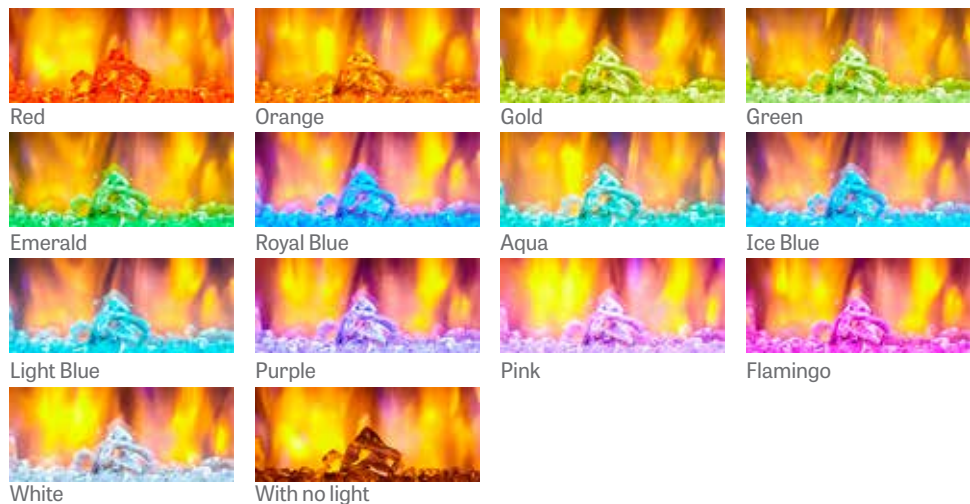 Red
Orange
Gold
Green
Emerald
Royal Blue
Aqua
Ice Blue
Light Blue
Purple
Pink
Flamingo
White
With no light